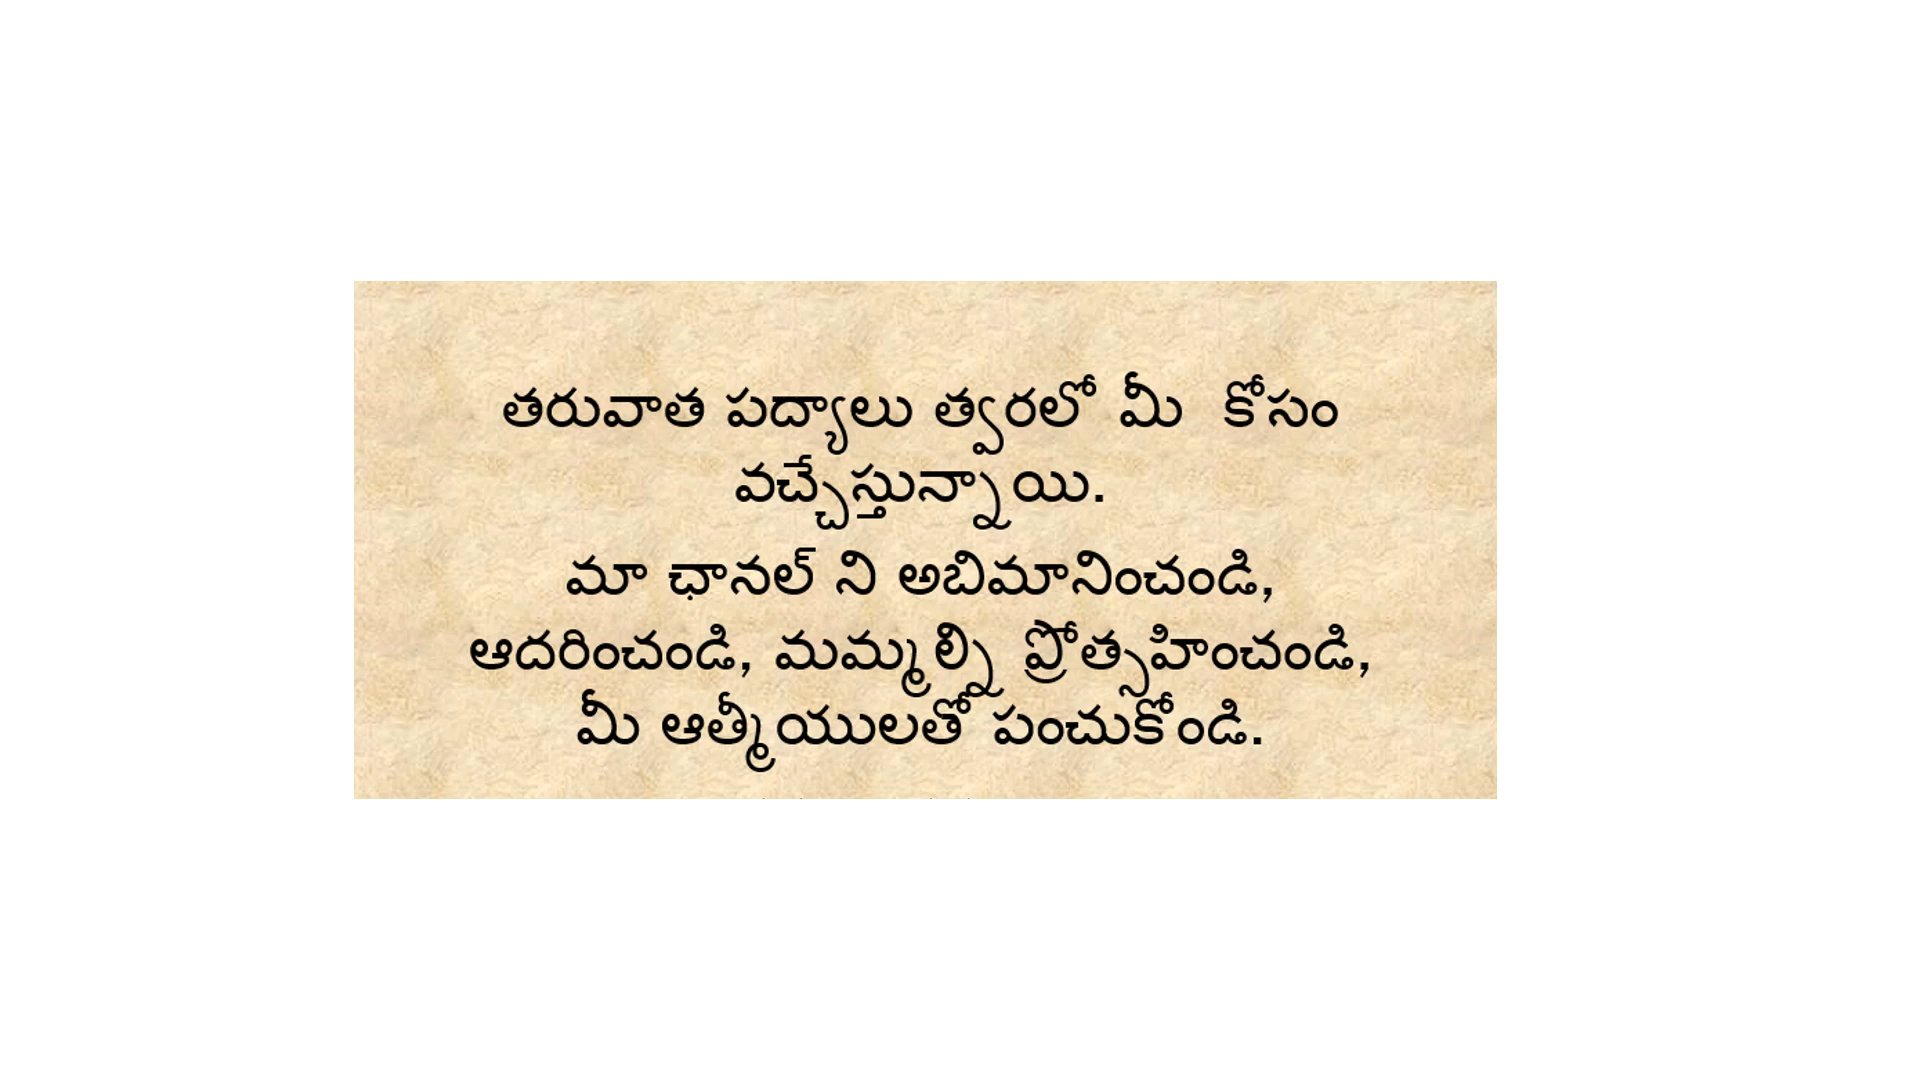 తరువాత పద్యాలు త్వరలో మీ  కోసం
వచ్చేస్తున్నాయి.
మా ఛానల్ ని అబిమానించండి,
ఆదరించండి, మమ్మల్ని ప్రోత్సహించండి,
మీ ఆత్మీయులతో పంచుకోండి.